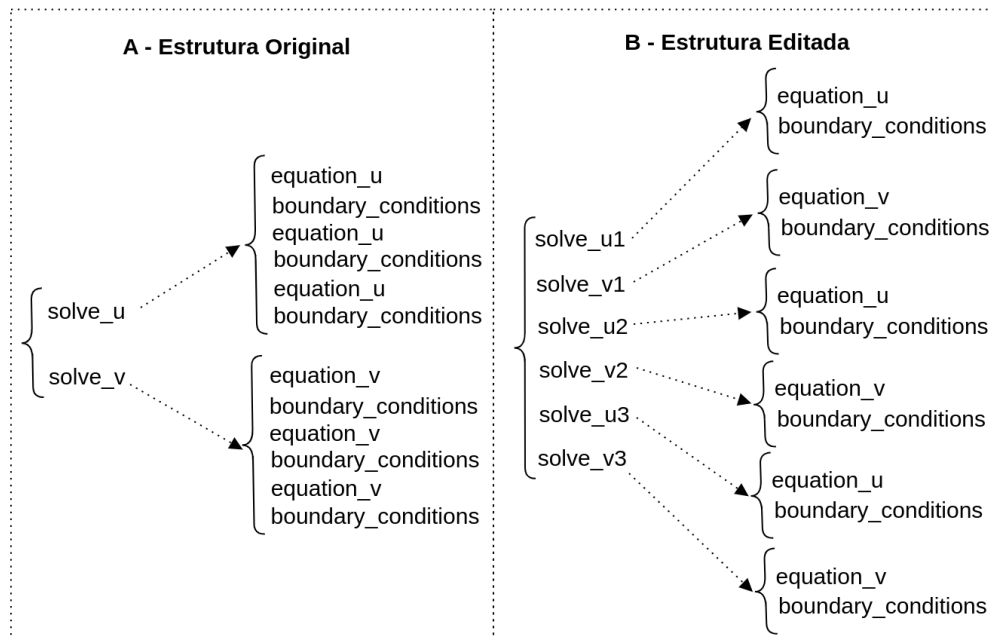 A - Estrutura Original
solve_u
solve_v
equation_u
boundary_conditions
equation_u
boundary_conditions
equation_u
boundary_conditions
equation_v
boundary_conditions
equation_v
boundary_conditions
equation_v
boundary_conditions
B - Estrutura Editada
solve_u1
solve_v1
solve_u2
solve_v2
solve_u3
solve_v3
equation_u
boundary_conditions
equation_v
boundary_conditions
equation_u
boundary_conditions
equation_v
boundary_conditions
equation_u
boundary_conditions
equation_v
boundary_conditions